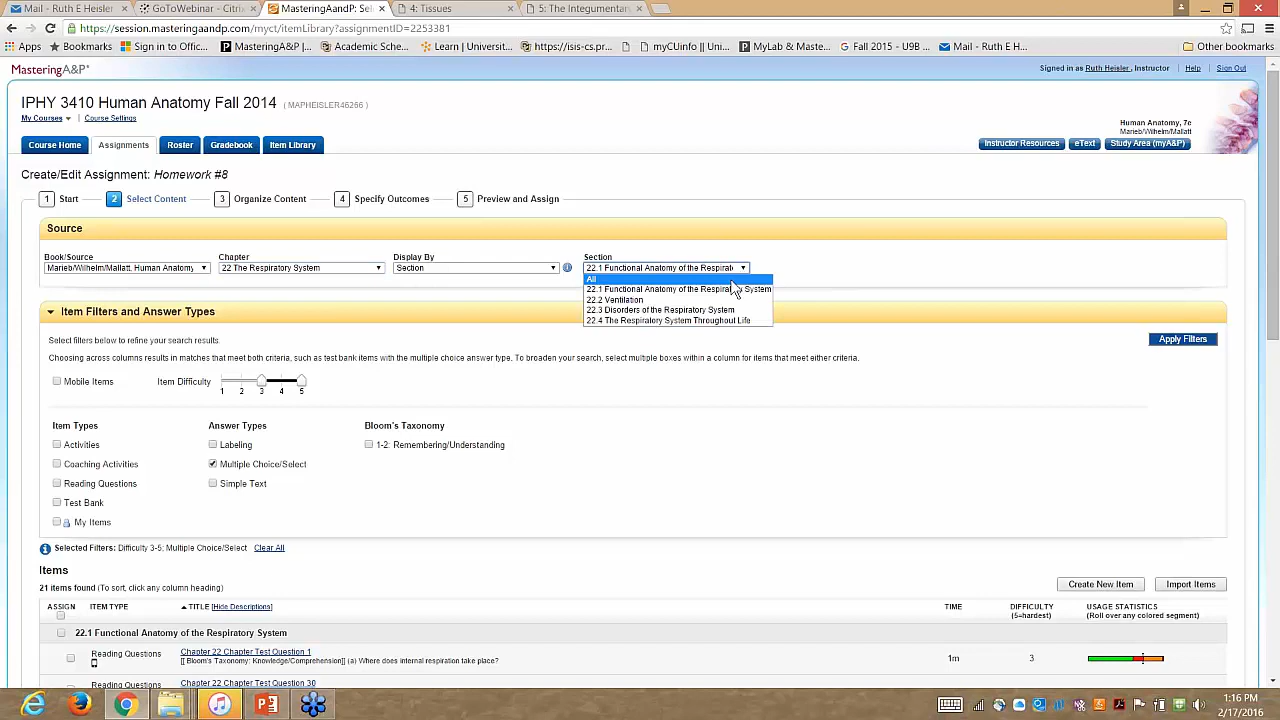 Mail - Ruth E Heisler
GoToWebinar - Citri
MasteringAandP: Sel
4: Tissues
5: The Integumentan
https://session.masteringaandp.com/myct/itemLibrary?assignmentID=2253381
Apps
Bookmarks
Sign in to Offic...
MasteringA&P |...
Academic Sche...
Learn | Universit...
https://isis-cs.pr...
myCUinfo || Uni...
MyLab & Maste...
Fall 2015 - U9B ...
Mail - Ruth E H...
Other bookmarks
MasteringA&P®
Signed in as Ruth Heisler, Instructor | Help | Sign Out
IPHY 3410 Human Anatomy Fall 2014 ( MAPHEISLER46266 )
My Courses | Course Settings
Human Anatomy, 7e
Marieb/Wilhelm/Mallatt
Course Home
Assignments
Roster
Gradebook
Item Library
Instructor Resources
eText
Study Area (myA&P)
Create/Edit Assignment: Homework #8
1 Start
2 Select Content
3 Organize Content
4 Specify Outcomes
5 Preview and Assign
Source
Book/Source
Chapter
Display By
Section
Marieb/Wilhelm/Mallatt, Human Anatomy
22 The Respiratory System
Section
22.1 Functional Anatomy of the Respirat
All
22.1 Functional Anatomy of the Respiratory System
22.2 Ventilation
22.3 Disorders of the Respiratory System
22.4 The Respiratory System Throughout Life
Item Filters and Answer Types
Select filters below to refine your search results.
Apply Filters
Choosing across columns results in matches that meet both criteria, such as test bank items with the multiple choice answer type. To broaden your search, select multiple boxes within a column for items that meet either criteria.
Mobile Items
Item Difficulty
1 2 3 4 5
Item Types
Answer Types
Bloom's Taxonomy
Activities
Labeling
1-2: Remembering/Understanding
Coaching Activities
Multiple Choice/Select
Reading Questions
Simple Text
Test Bank
My Items
Selected Filters: Difficulty 3-5; Multiple Choice/Select Clear All
Items
21 items found (To sort, click any column heading)
Create New Item
Import Items
ASSIGN
ITEM TYPE
TITLE [Hide Descriptions]
TIME
DIFFICULTY
(5=hardest)
USAGE STATISTICS
(Roll over any colored segment)
22.1 Functional Anatomy of the Respiratory System
Reading Questions
Chapter 22 Chapter Test Question 1
[[ Bloom's Taxonomy: Knowledge/Comprehension]] (a) Where does internal respiration take place?
1m
3
Reading Questions
Chapter 22 Chapter Test Question 30
1:16 PM
2/17/2016